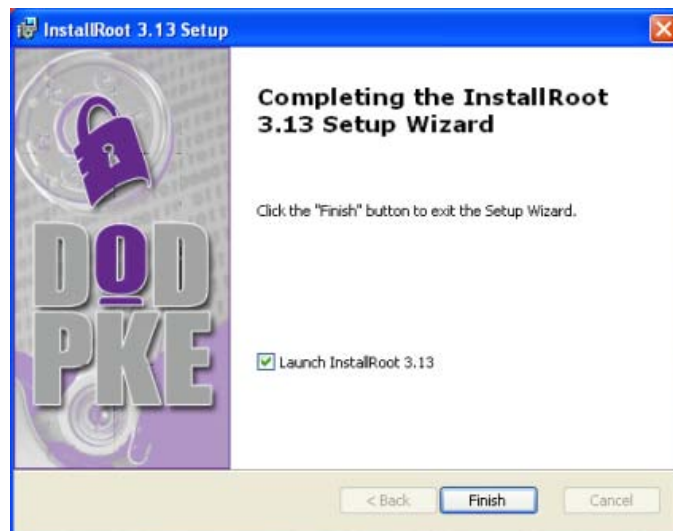 InstallRoot 3.13 Setup
DOD
PKE
Completing the InstallRoot
3.13 Setup Wizard
Click the "Finish" button to exit the Setup Wizard.
Launch InstallRoot 3.13
< Back
Finish
Cancel